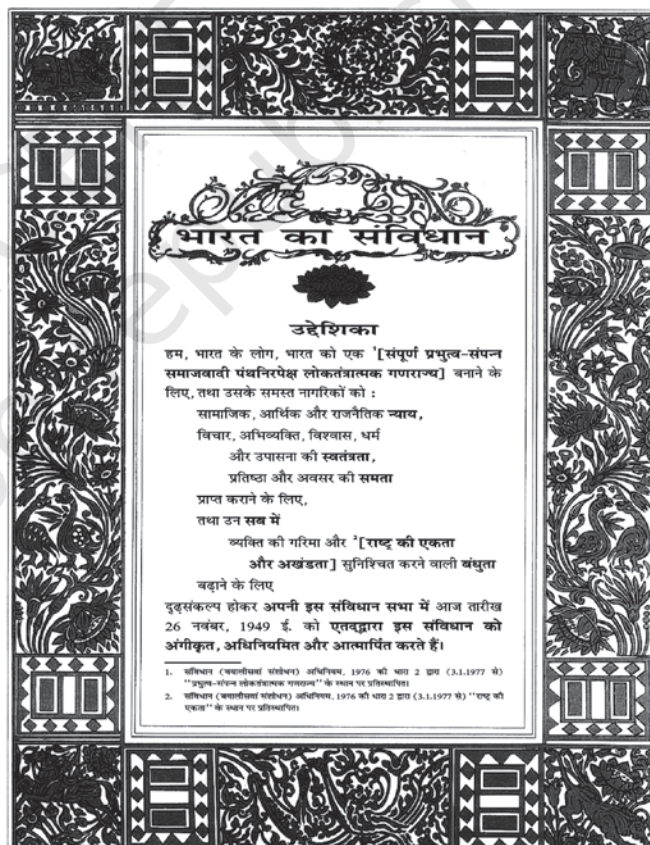 भारत का संविधान
उद्देशिका
हम, भारत के लोग, भारत को एक ¹[संपूर्ण प्रभुत्व-संपन्न
समाजवादी पंथनिरपेक्ष लोकतंत्रात्मक गणराज्य] बनाने के
लिए, तथा उसके समस्त नागरिकों को :
सामाजिक, आर्थिक और राजनैतिक न्याय,
विचार, अभिव्यक्ति, विश्वास, धर्म
और उपासना की स्वतंत्रता,
प्रतिष्ठा और अवसर की समता
प्राप्त कराने के लिए,
तथा उन सब में
व्यक्ति की गरिमा और ²[राष्ट्र की एकता
और अखंडता] सुनिश्चित करने वाली बंधुता
बढ़ाने के लिए
दृढ़संकल्प होकर अपनी इस संविधान सभा में आज तारीख
26 नवंबर, 1949 ई. को एतद्द्वारा इस संविधान को
अंगीकृत, अधिनियमित और आत्मार्पित करते हैं।
1. संविधान (बयालीसवां संशोधन) अधिनियम, 1976 की धारा 2 द्वारा (3.1.1977 से)
"प्रभुत्व-संपन्न लोकतंत्रात्मक गणराज्य" के स्थान पर प्रतिस्थापित।
2. संविधान (बयालीसवां संशोधन) अधिनियम, 1976 की धारा 2 द्वारा (3.1.1977 से) "राष्ट्र की
एकता" के स्थान पर प्रतिस्थापित।